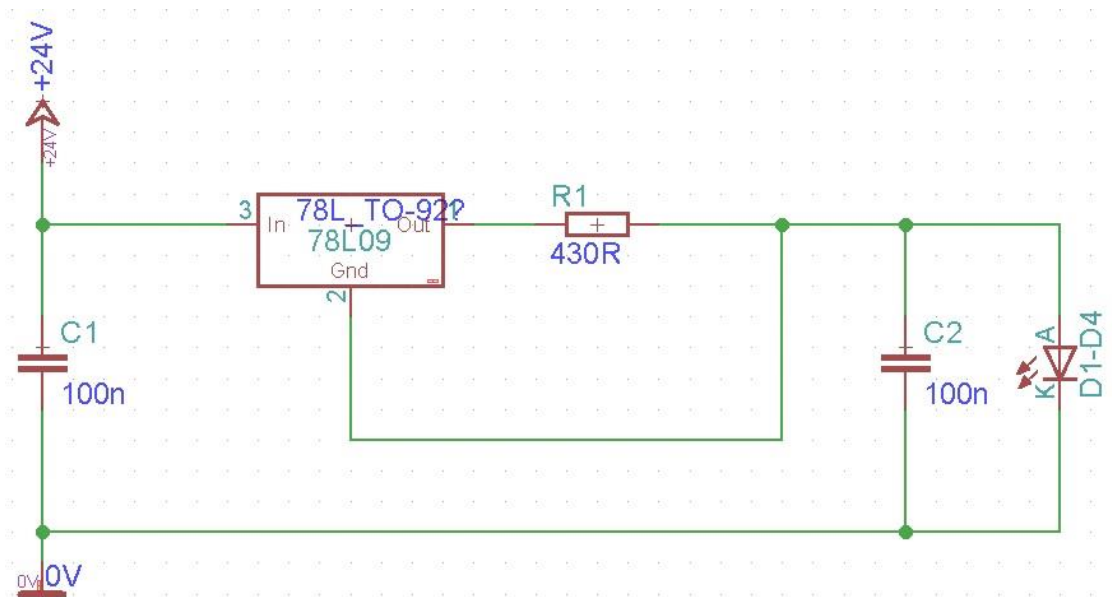 +24V
+24V
3
78L_TO-92?
1
In
Out
78L09
Gnd
2
R1
430R
C1
100n
C2
100n
A
K
D1-D4
0V
0V